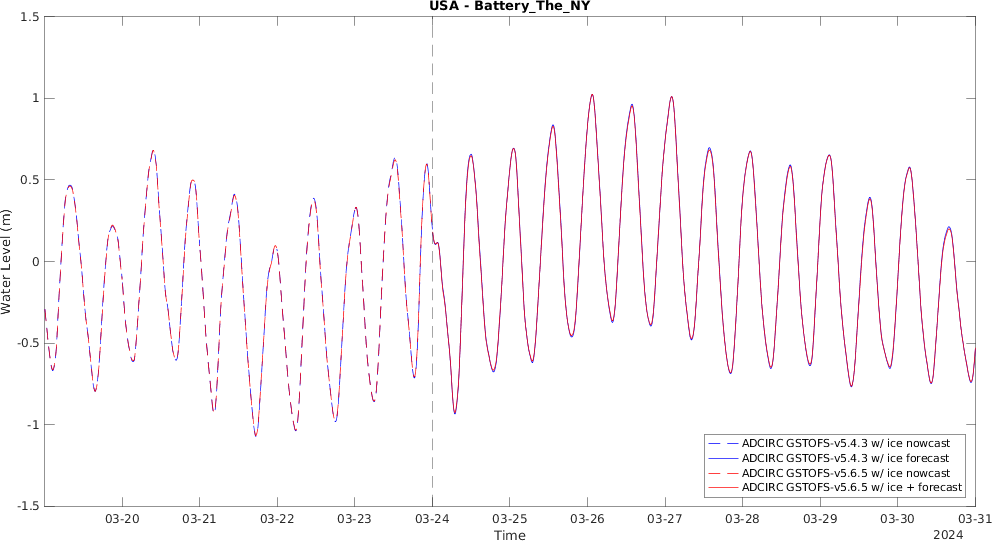 USA - Battery_The_NY
1.5
1
0.5
0
-0.5
-1
-1.5
Water Level (m)
03-20 03-21 03-22 03-23 03-24 03-25 03-26 03-27 03-28 03-29 03-30 03-31
Time
2024
ADCIRC GSTOFS-v5.4.3 w/ ice nowcast
ADCIRC GSTOFS-v5.4.3 w/ ice forecast
ADCIRC GSTOFS-v5.6.5 w/ ice nowcast
ADCIRC GSTOFS-v5.6.5 w/ ice + forecast